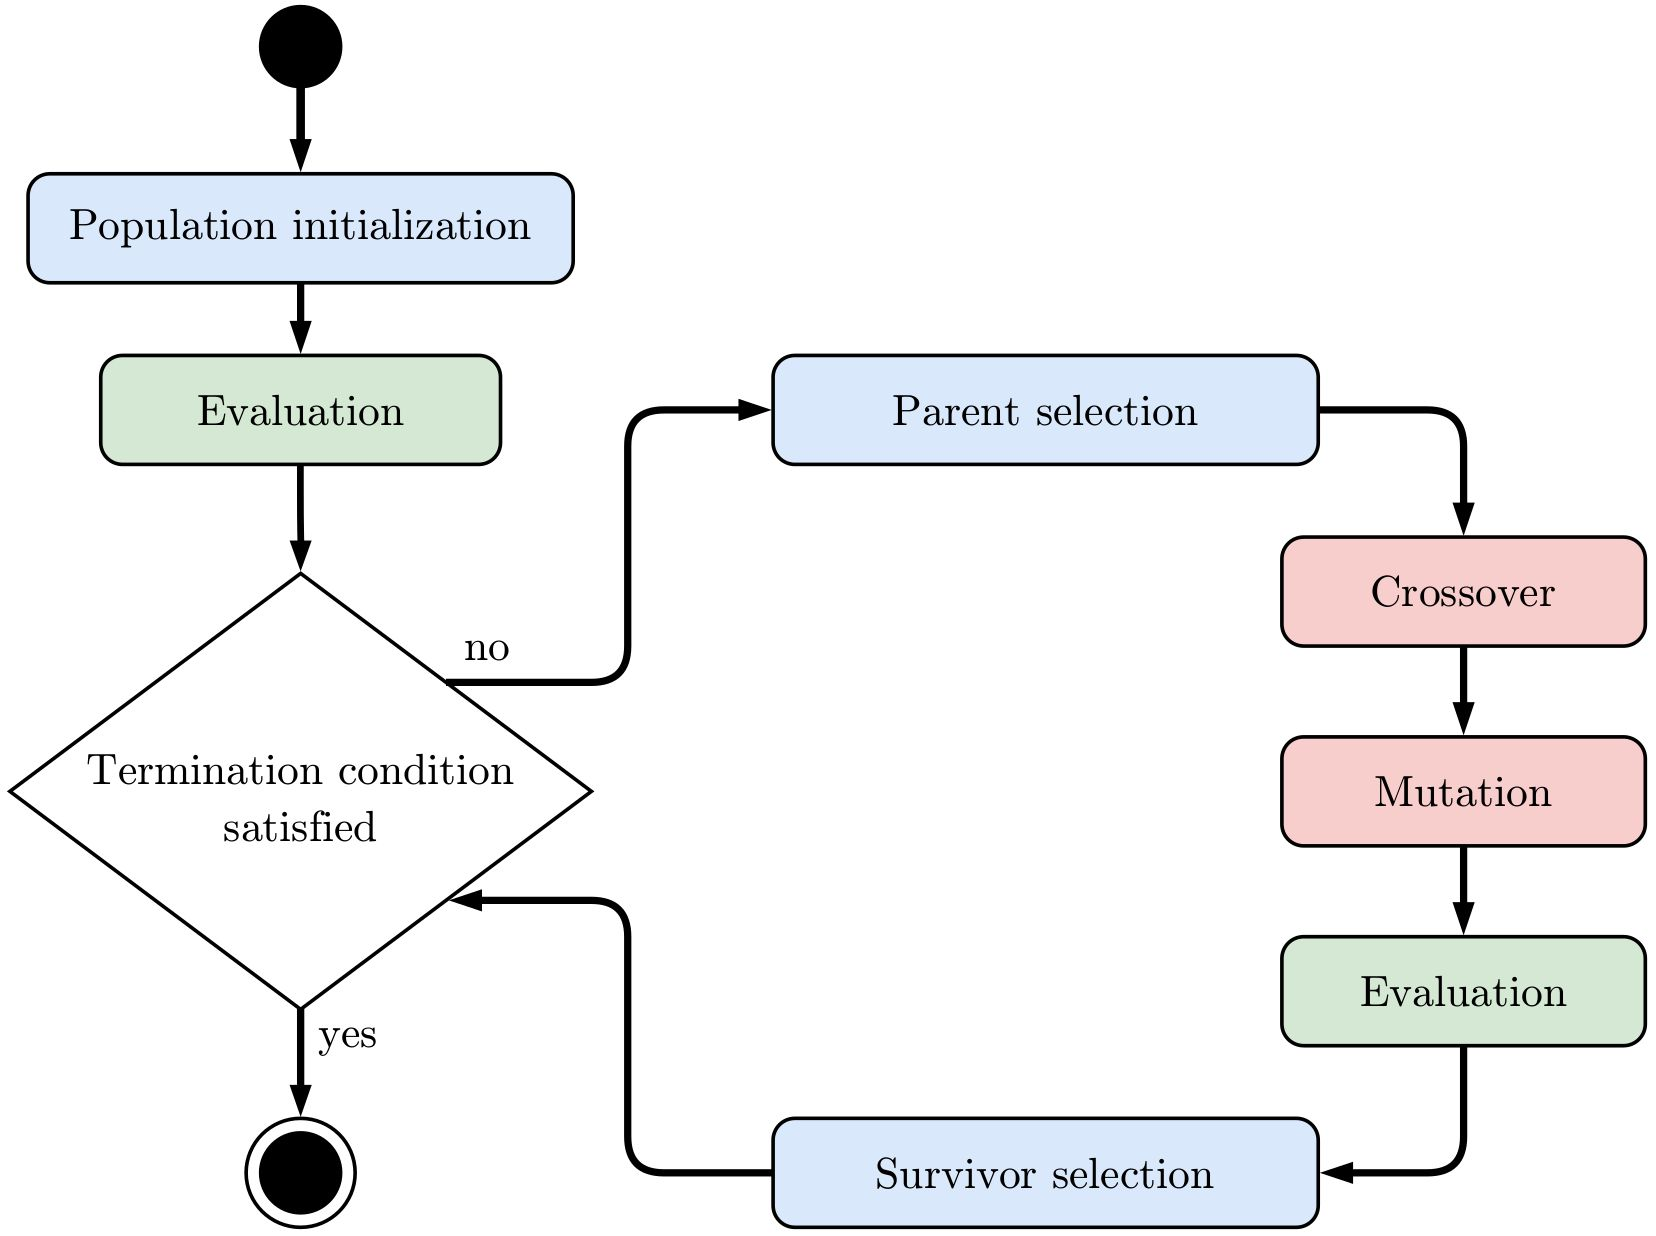 Population initialization
Evaluation
Parent selection
Crossover
no
Termination condition
satisfied
Mutation
Evaluation
yes
Survivor selection